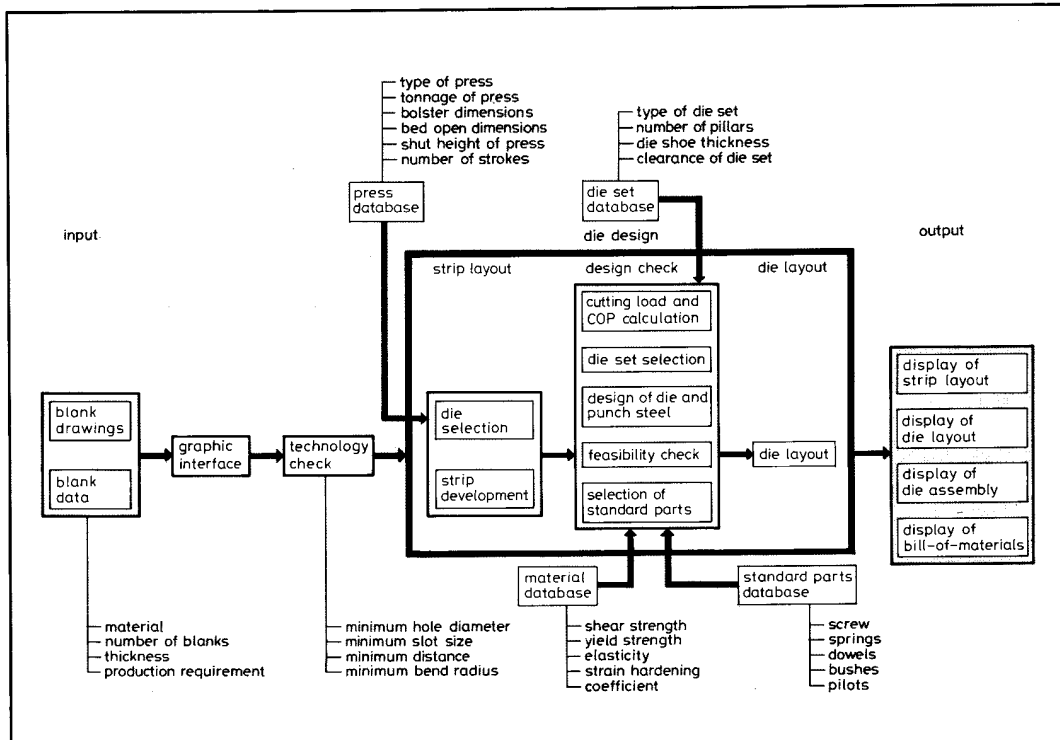 type of press
tonnage of press
bolster dimensions
bed open dimensions
shut height of press
number of strokes
press
database
type of die set
number of pillars
die shoe thickness
clearance of die set
die set
database
input
die design
output
strip layout
design check
die layout
cutting load and
COP calculation
die set selection
design of die and
punch steel
feasibility check
selection of
standard parts
die
selection
strip
development
blank
drawings
blank
data
graphic
interface
technology
check
die layout
display of
strip layout
display of
die layout
display of
die assembly
display of
bill-of-materials
material
database
standard parts
database
material
number of blanks
thickness
production requirement
minimum hole diameter
minimum slot size
minimum distance
minimum bend radius
shear strength
yield strength
elasticity
strain hardening
coefficient
screw
springs
dowels
bushes
pilots